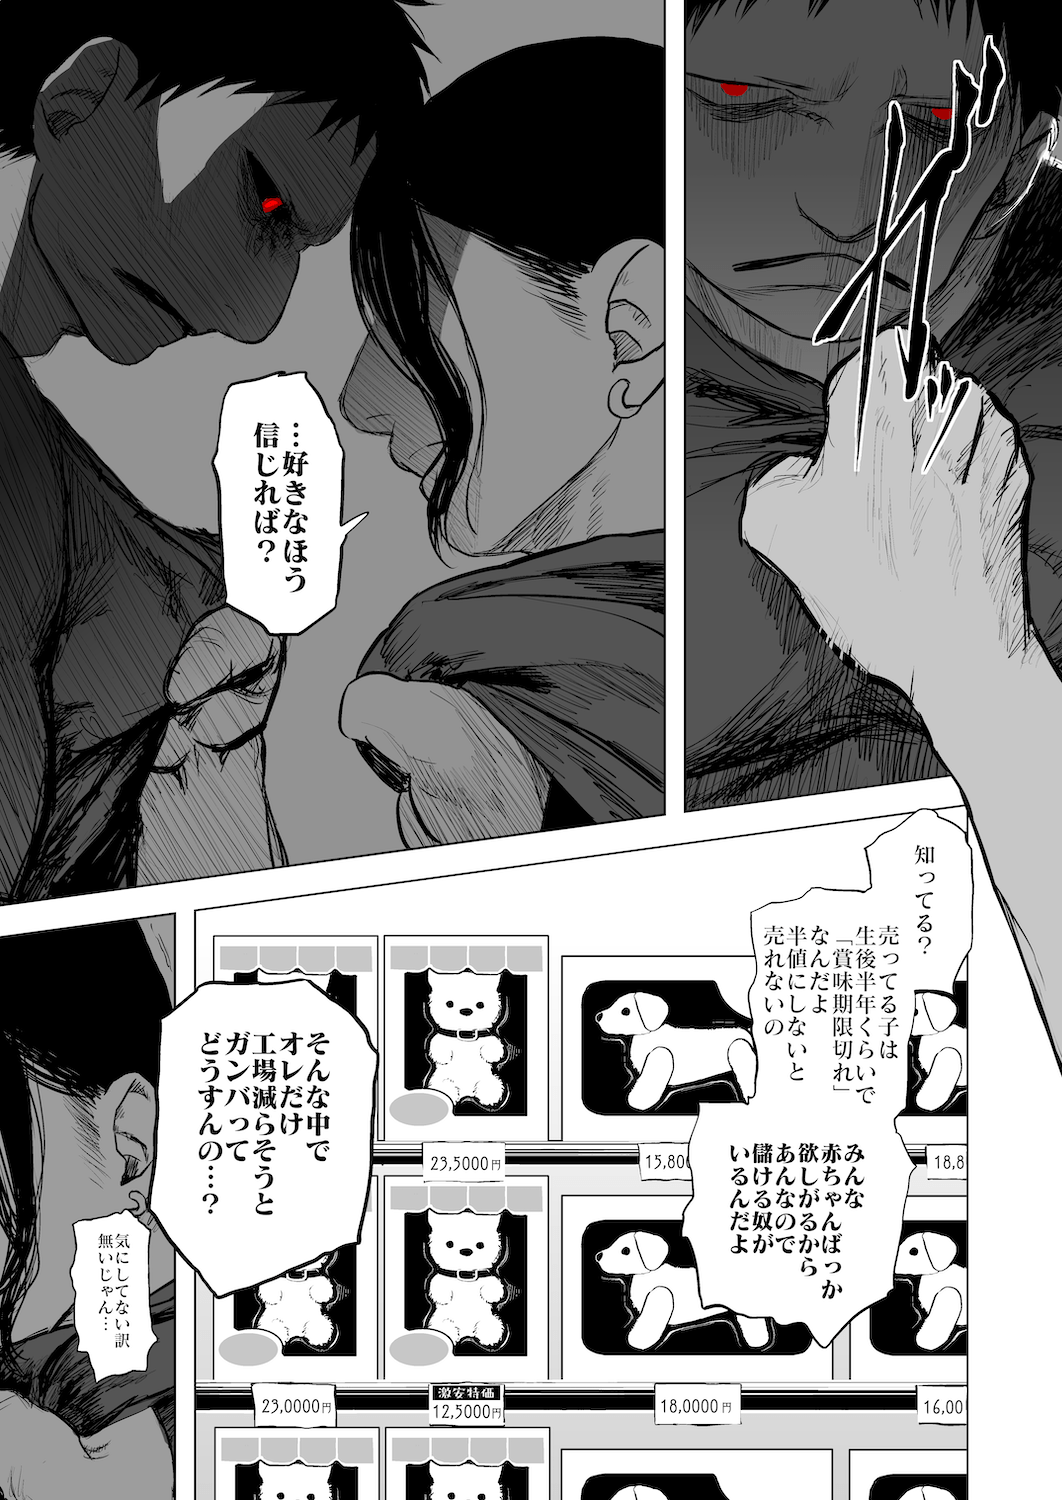 ガッ
…好きなほう
信じれば？
知ってる？
売ってる子は
生後半年くらいで
「賞味期限切れ」
なんだよ
半値にしないと
売れないの
みんな
赤ちゃんばっか
欲しがるから
あんなので
儲ける奴が
いるんだよ
そんな中で
オレだけ
工場減らそうと
ガンバって
どうすんの…？
気にしてない訳
無いじゃん…
23,5000円
15,800
18,8
23,0000円
激安特価
12,5000円
18,0000円
16,00